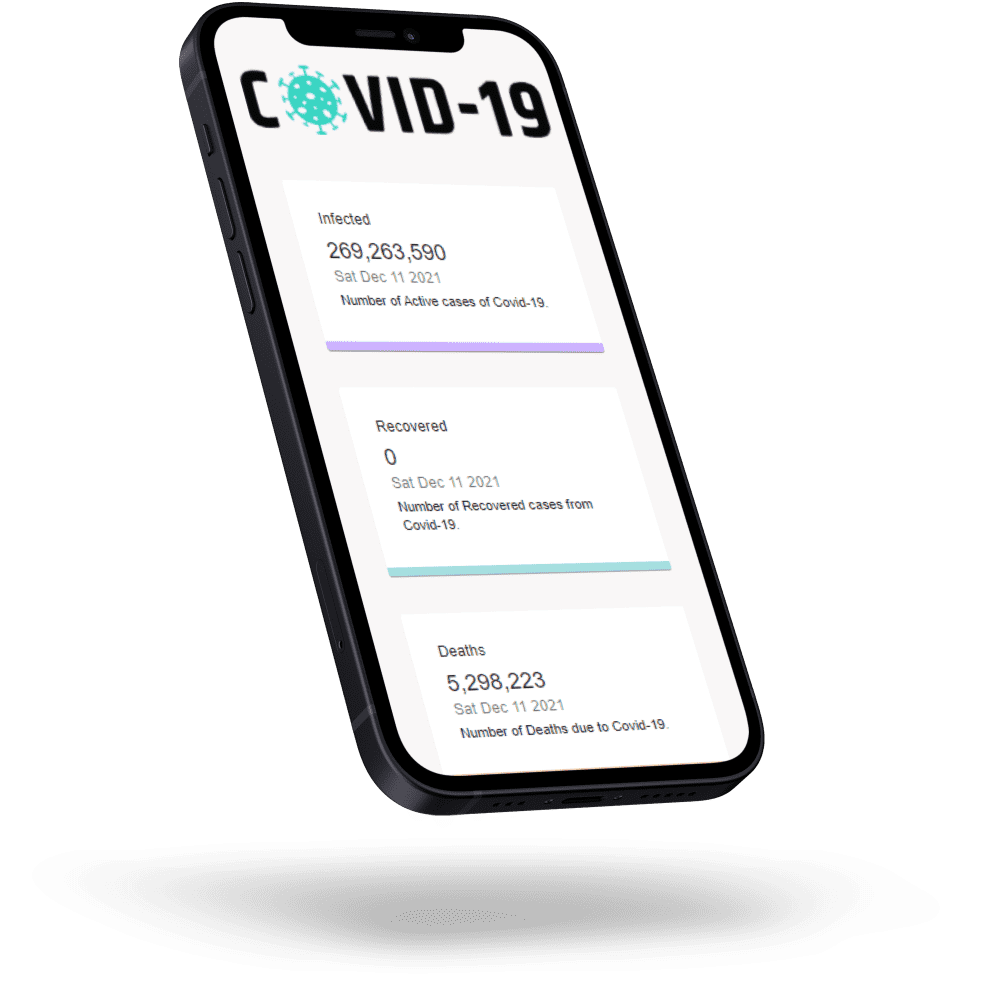 COVID-19
Infected
269,263,590
Sat Dec 11 2021
Number of Active cases of Covid-19.
Recovered
0
Sat Dec 11 2021
Number of Recovered cases from
Covid-19.
Deaths
5,298,223
Sat Dec 11 2021
Number of Deaths due to Covid-19.